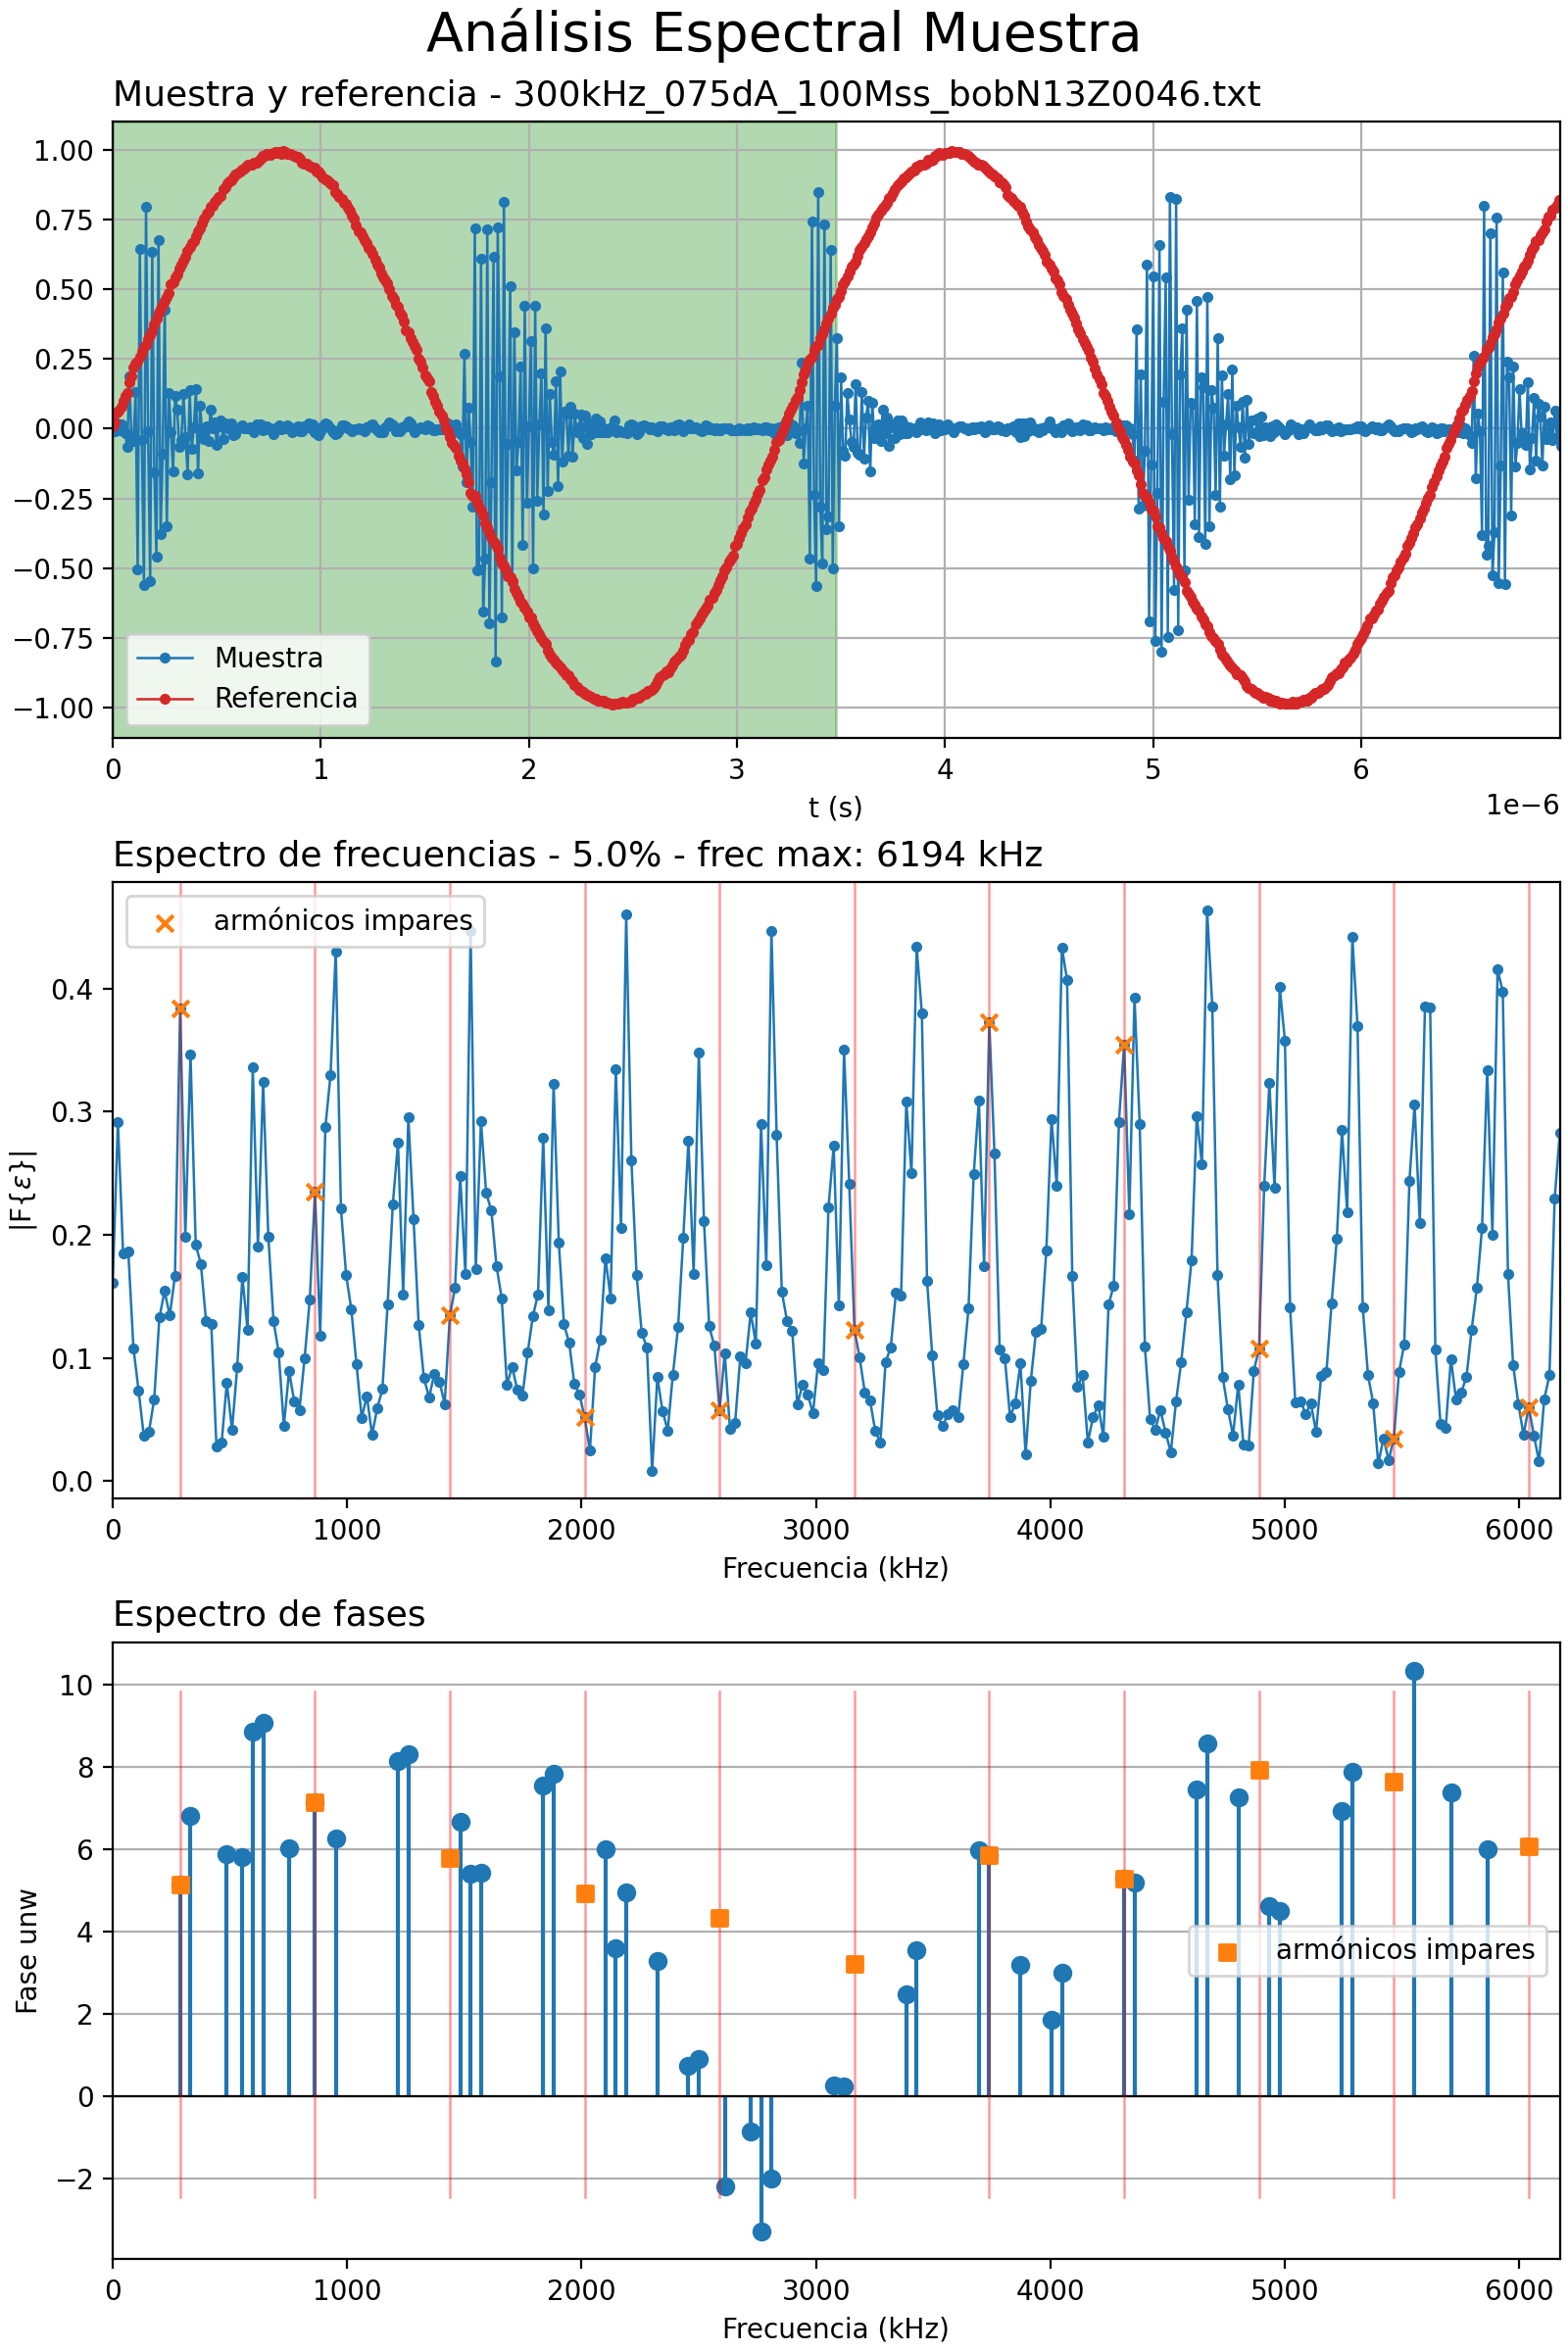 Análisis Espectral Muestra
Muestra y referencia - 300kHz_075dA_100Mss_bobN13Z0046.txt
1.00
0.75
0.50
0.25
0.00
−0.25
−0.50
−0.75
−1.00
Muestra
Referencia
0 1 2 3 4 5 6
t (s)
1e−6
Espectro de frecuencias - 5.0% - frec max: 6194 kHz
armónicos impares
|F{ε}|
0.4
0.3
0.2
0.1
0.0
0 1000 2000 3000 4000 5000 6000
Frecuencia (kHz)
Espectro de fases
Fase unw
10
8
6
4
2
0
−2
armónicos impares
0 1000 2000 3000 4000 5000 6000
Frecuencia (kHz)